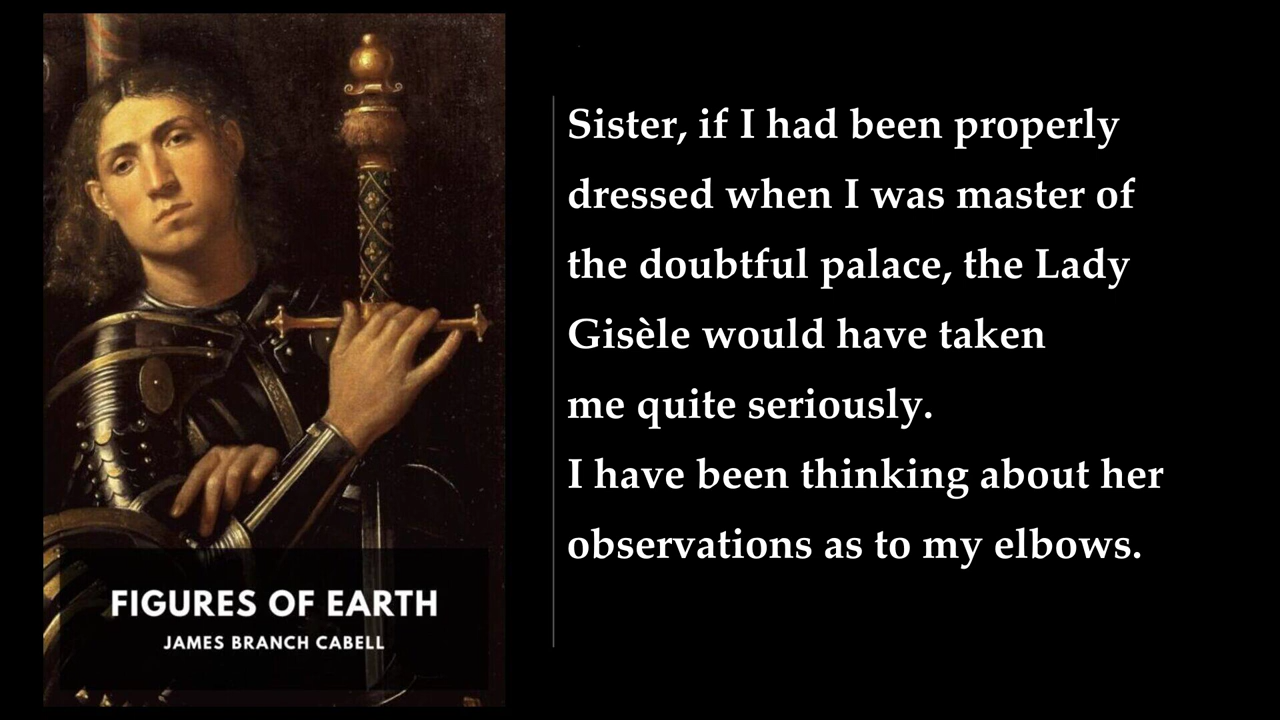 FIGURES OF EARTH
JAMES BRANCH CABELL
Sister, if I had been properly
dressed when I was master of
the doubtful palace, the Lady
Gisèle would have taken
me quite seriously.
I have been thinking about her
observations as to my elbows.